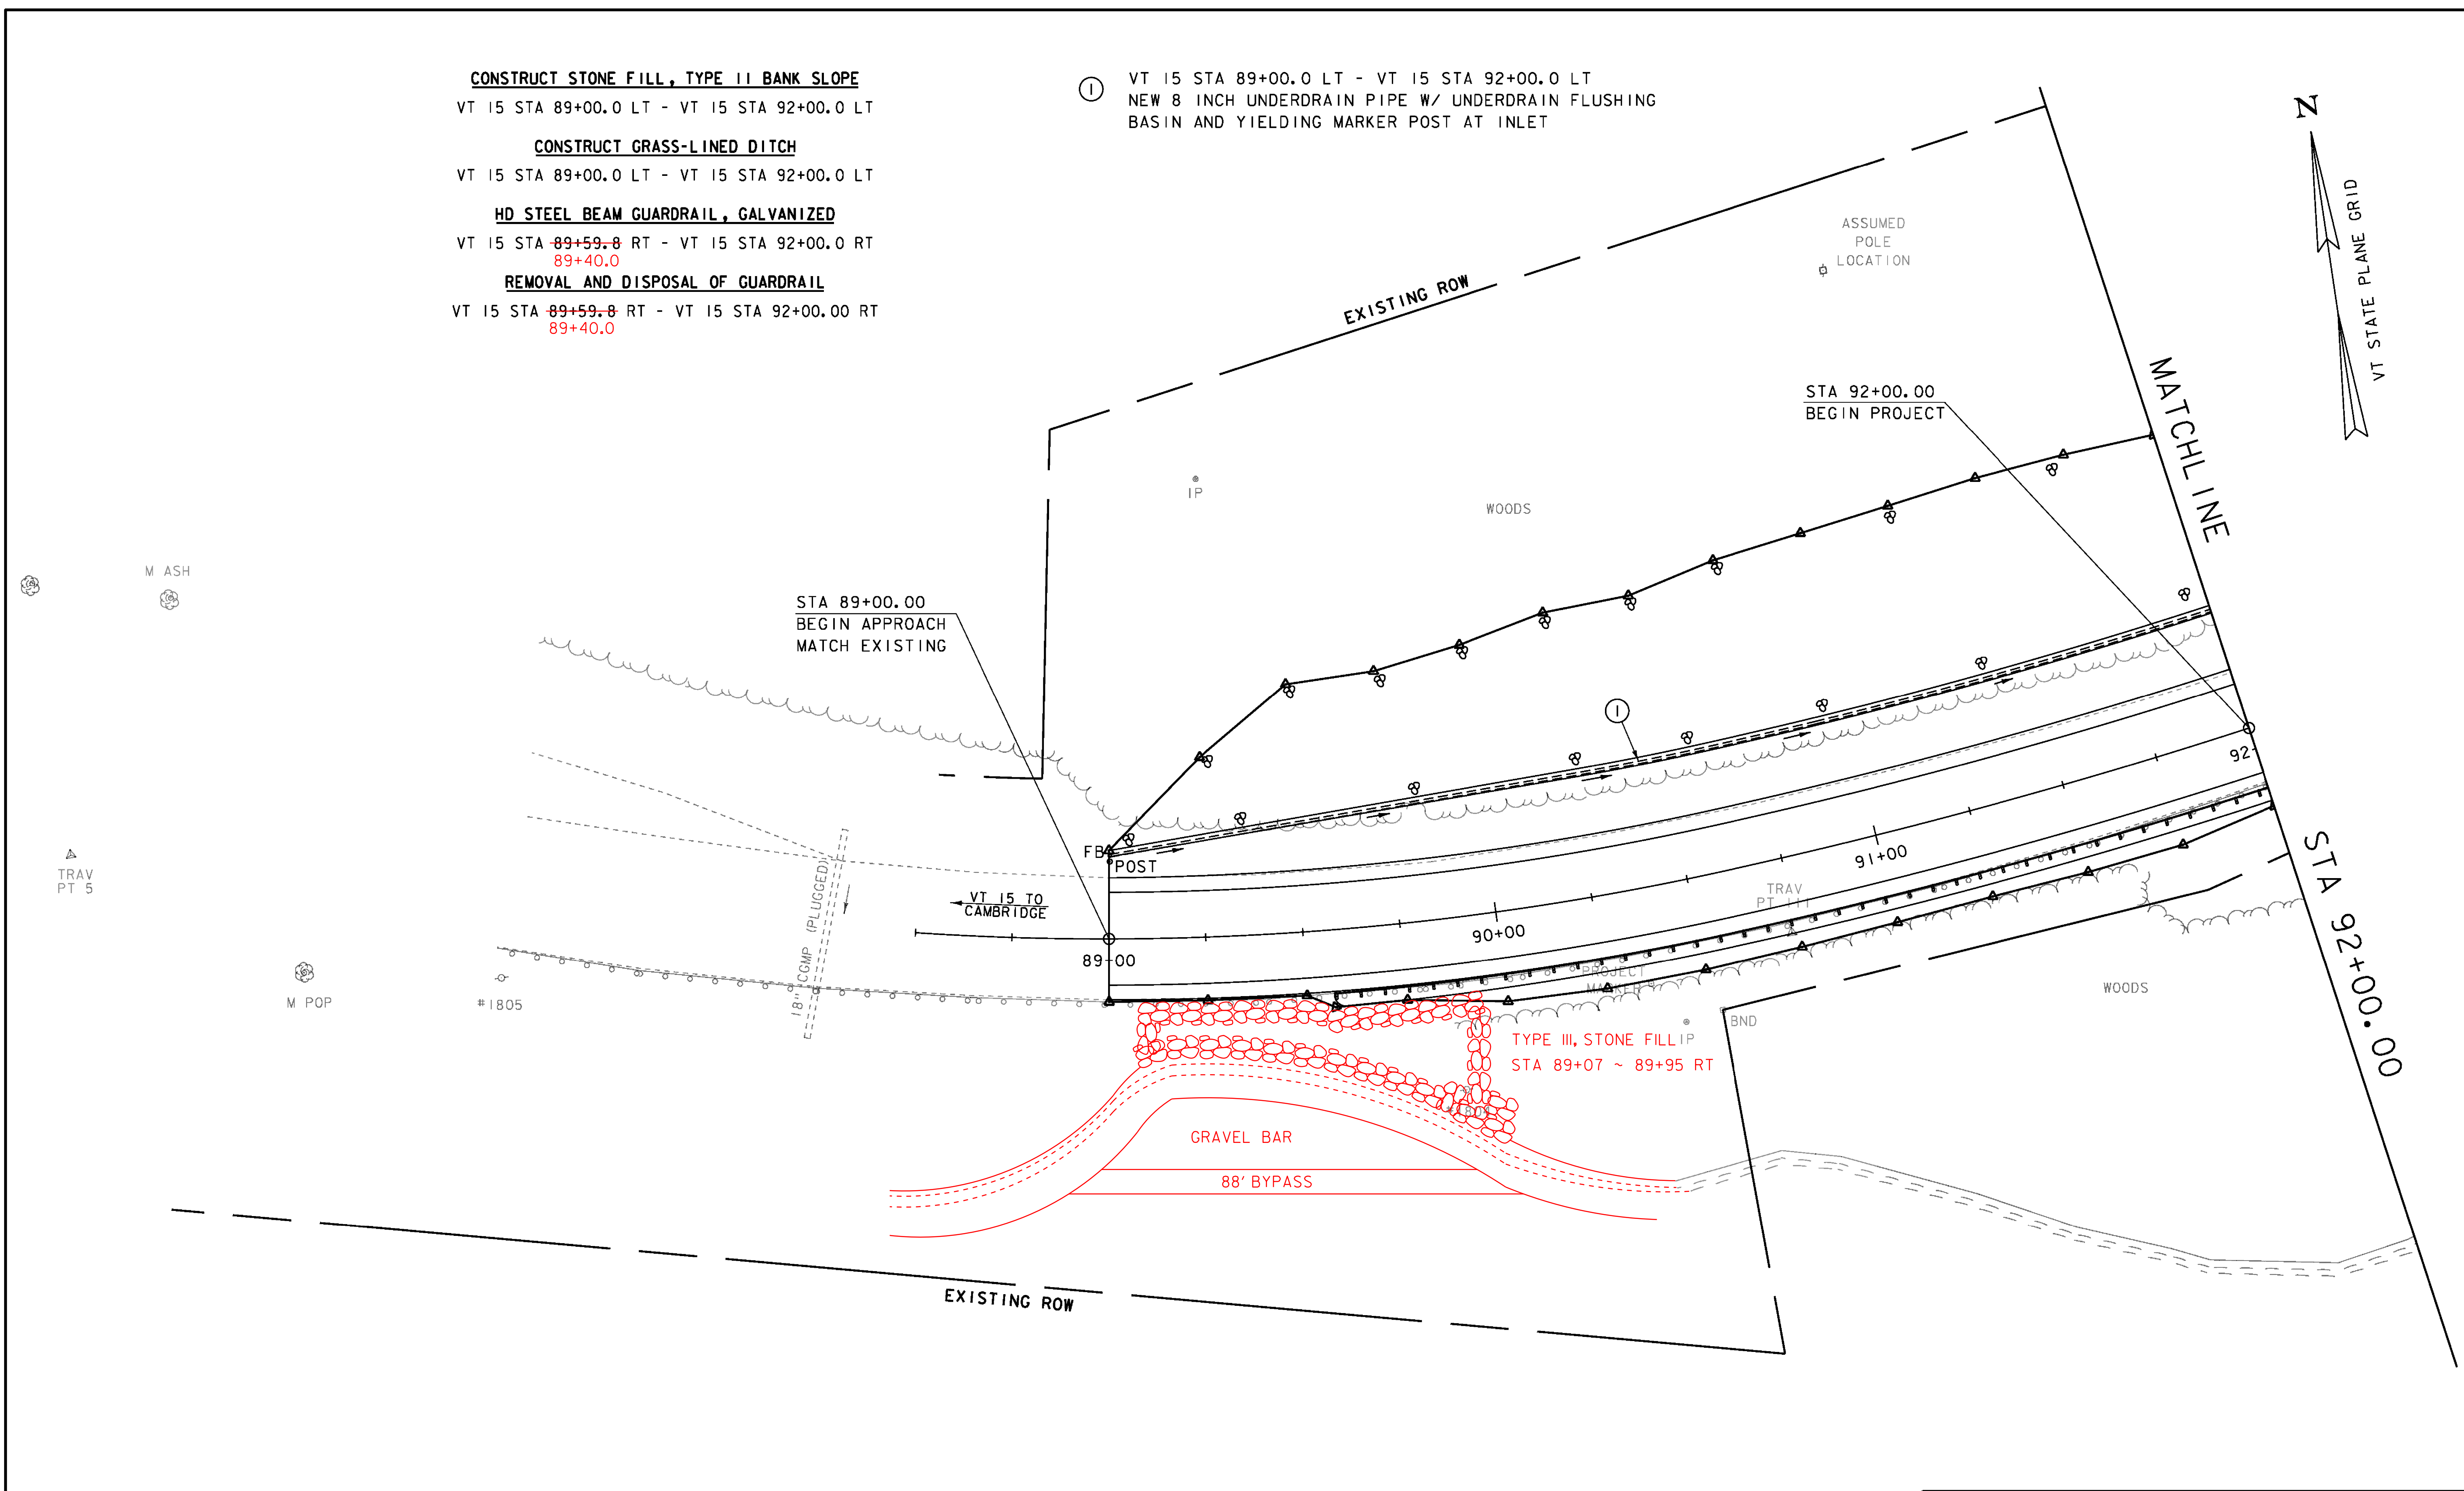 CONSTRUCT STONE FILL, TYPE II BANK SLOPE
VT 15 STA 89+00.0 LT - VT 15 STA 92+00.0 LT
CONSTRUCT GRASS-LINED DITCH
VT 15 STA 89+00.0 LT - VT 15 STA 92+00.0 LT
HD STEEL BEAM GUARDRAIL, GALVANIZED
VT 15 STA 89+59.8 RT - VT 15 STA 92+00.0 RT
89+40.0
REMOVAL AND DISPOSAL OF GUARDRAIL
VT 15 STA 89+59.8 RT - VT 15 STA 92+00.00 RT
89+40.0
1
VT 15 STA 89+00.0 LT - VT 15 STA 92+00.0 LT
NEW 8 INCH UNDERDRAIN PIPE W/ UNDERDRAIN FLUSHING
BASIN AND YIELDING MARKER POST AT INLET
N
VT STATE PLANE GRID
ASSUMED
POLE
LOCATION
EXISTING ROW
MATCHLINE
STA 92+00.00
STA 92+00.00
BEGIN PROJECT
IP
WOODS
M ASH
STA 89+00.00
BEGIN APPROACH
MATCH EXISTING
1
92
FB
POST
91+00
TRAV
PT 5
TRAV
PT 111
VT 15 TO
CAMBRIDGE
18" CGMP (PLUGGED)
90+00
89+00
PROJECT
MARKER
M POP
#1805
WOODS
BND
TYPE III, STONE FILL
IP
STA 89+07 ~ 89+95 RT
GRAVEL BAR
88' BYPASS
EXISTING ROW